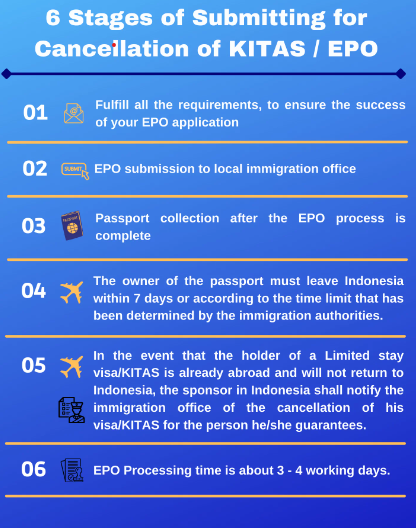 6 Stages of Submitting for
Cancellation of KITAS / EPO
01
Fulfill all the requirements, to ensure the success
of your EPO application
02
SUBMIT
EPO submission to local immigration office
03
PASSPORT
Passport collection after the EPO process is
complete
04
The owner of the passport must leave Indonesia
within 7 days or according to the time limit that has
been determined by the immigration authorities.
05
In the event that the holder of a Limited stay
visa/KITAS is already abroad and will not return to
Indonesia, the sponsor in Indonesia shall notify the
immigration office of the cancellation of his
visa/KITAS for the person he/she guarantees.
06
EPO Processing time is about 3 - 4 working days.